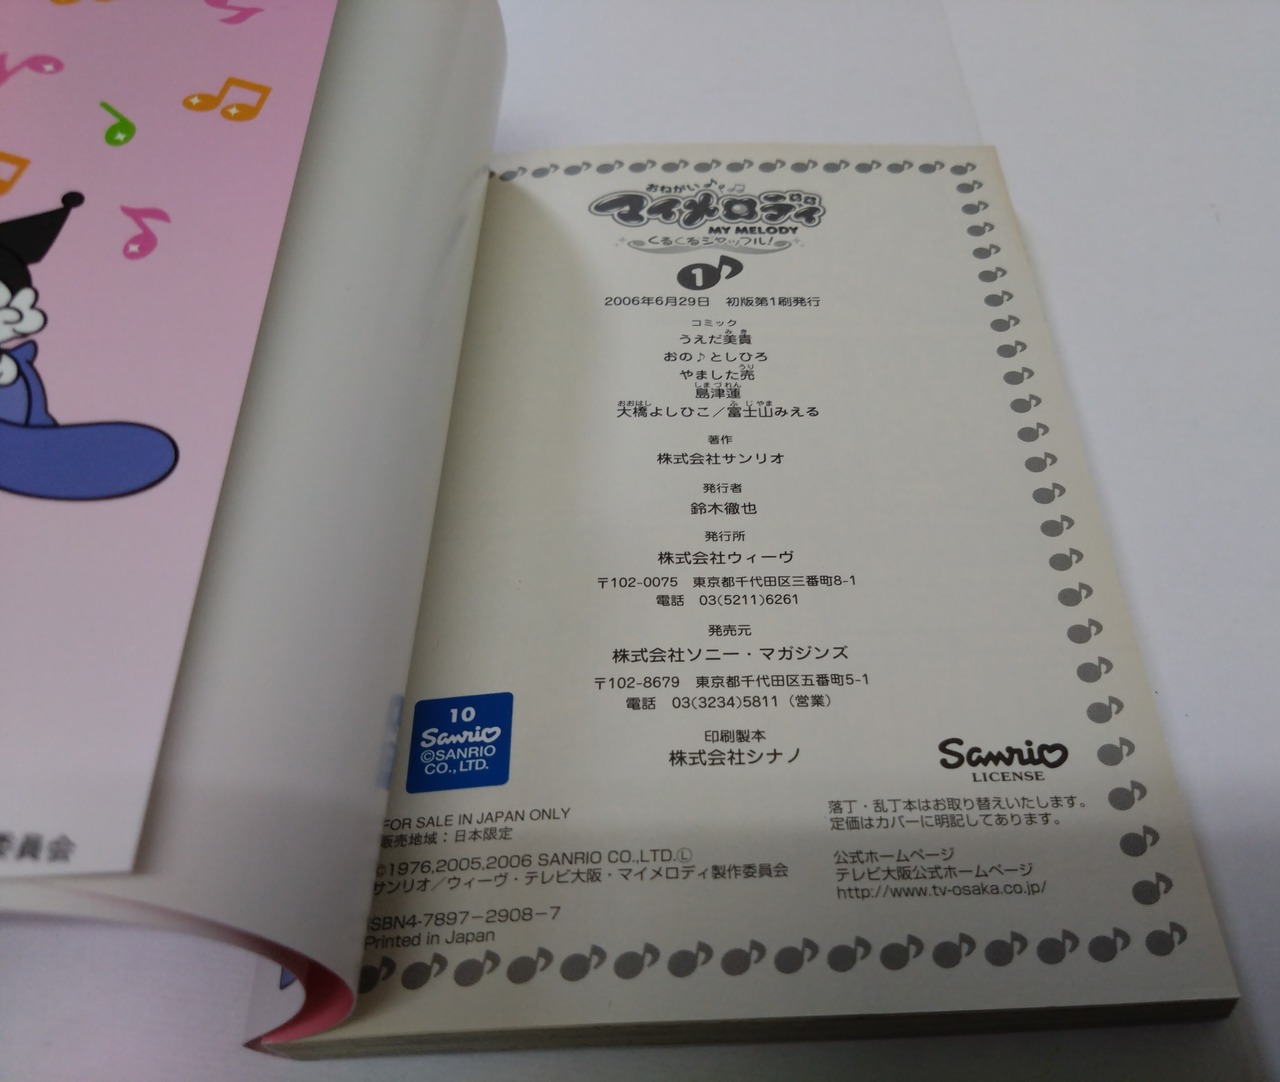 おねがい♪
マイメロディ
MY MELODY
くるくるシャッフル!
1
2006年6月29日 初版第1刷発行
コミック
うえだ美貴
おの♪としひろ
やました売
島津蓮
大橋よしひこ/富士山みえる
著作
株式会社サンリオ
発行者
鈴木徹也
発行所
株式会社ウィーヴ
〒102-0075 東京都千代田区三番町8-1
電話 03(5211)6261
発売元
株式会社ソニー・マガジンズ
〒102-8679 東京都千代田区五番町5-1
電話 03(3234)5811(営業)
印刷製本
株式会社シナノ
10
Sanrio
©SANRIO
CO.,LTD.
Sanrio
LICENSE
FOR SALE IN JAPAN ONLY
販売地域:日本限定
©1976,2005,2006 SANRIO CO.,LTD.Ⓛ
サンリオ/ウィーヴ・テレビ大阪・マイメロディ製作委員会
ISBN4-7897-2908-7
Printed in Japan
落丁・乱丁本はお取り替えいたします。
定価はカバーに明記してあります。
公式ホームページ
テレビ大阪公式ホームページ
http://www.tv-osaka.co.jp/
委員会